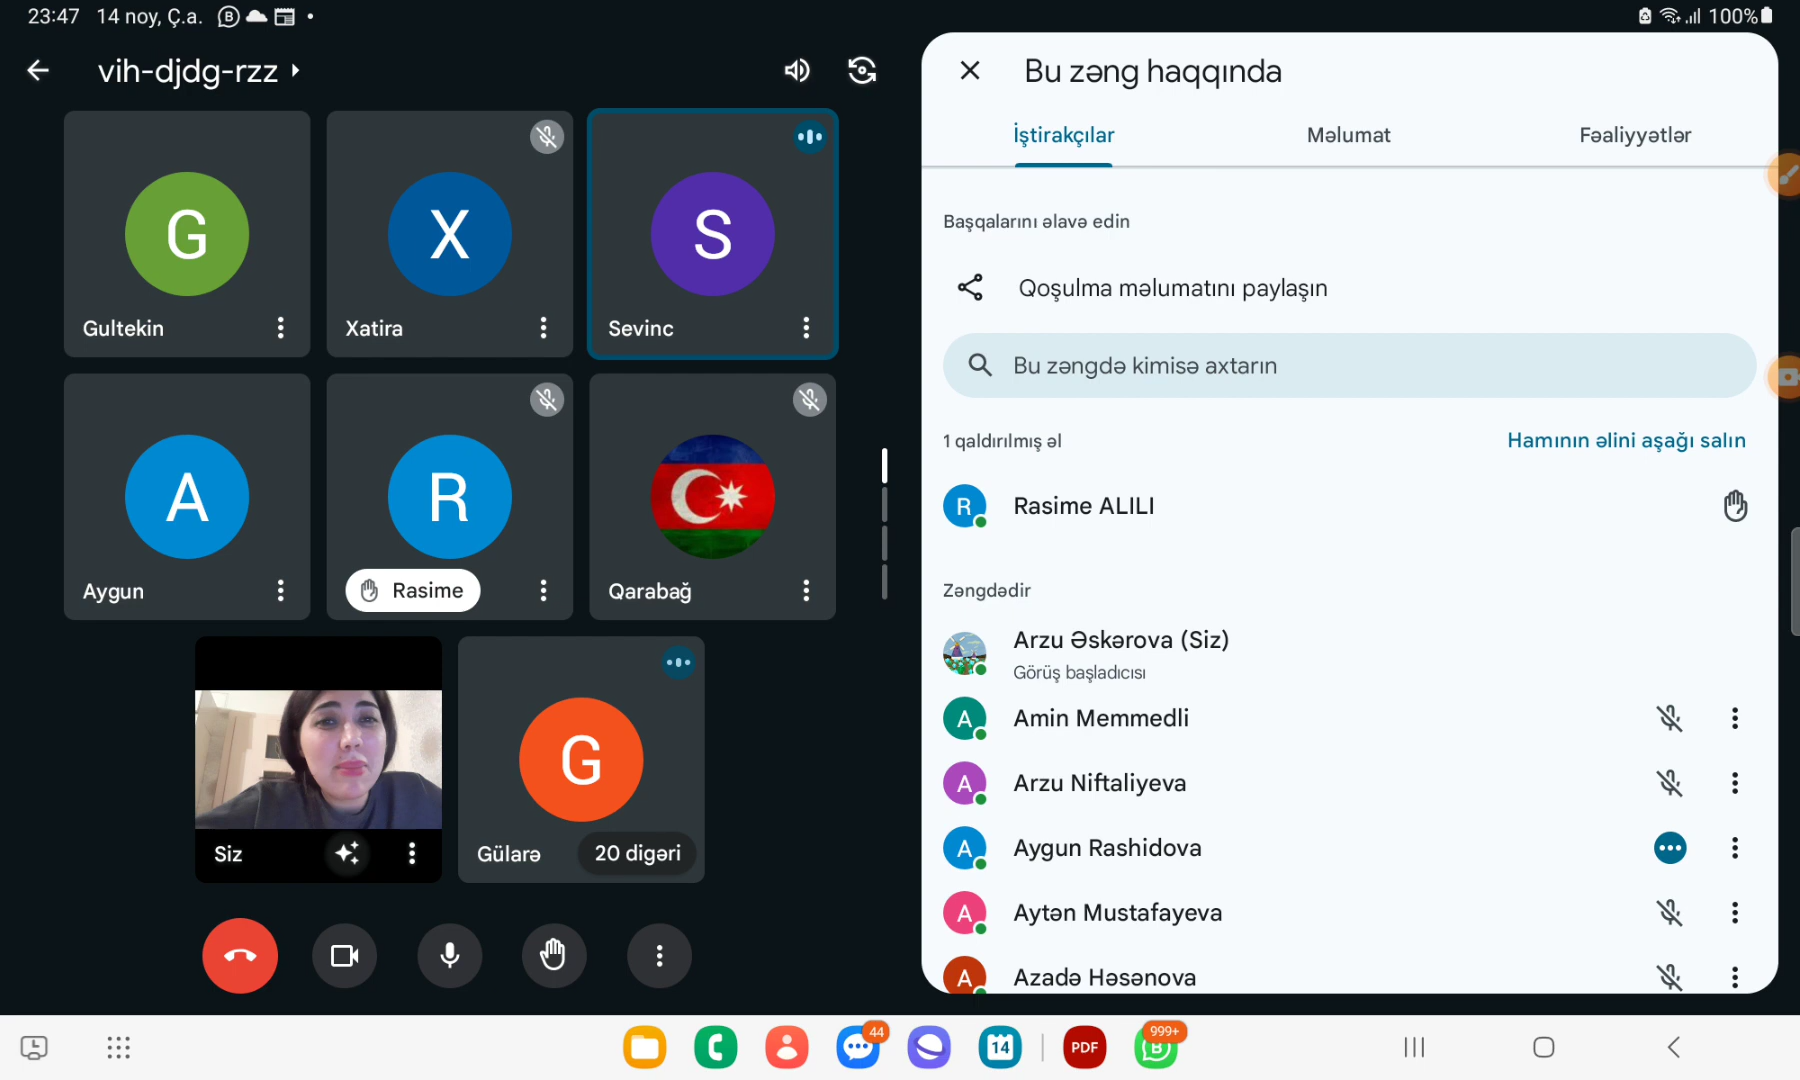 23:47 14 noy, Ç.a.
100%
vih-djdg-rzz
G
Gultekin
X
Xatira
S
Sevinc
A
Aygun
R
Rasime
Qarabağ
Siz
G
Gülarə
20 digəri
Bu zəng haqqında
İştirakçılar
Məlumat
Fəaliyyətlər
Başqalarını əlavə edin
Qoşulma məlumatını paylaşın
Bu zəngdə kimisə axtarın
1 qaldırılmış əl
Hamının əlini aşağı salın
R
Rasime ALILI
Zəngdədir
Arzu Əskərova (Siz)
Görüş başladıcısı
A
Amin Memmedli
A
Arzu Niftaliyeva
A
Aygun Rashidova
A
Aytən Mustafayeva
A
Azadə Həsənova
44
14
PDF
999+
B